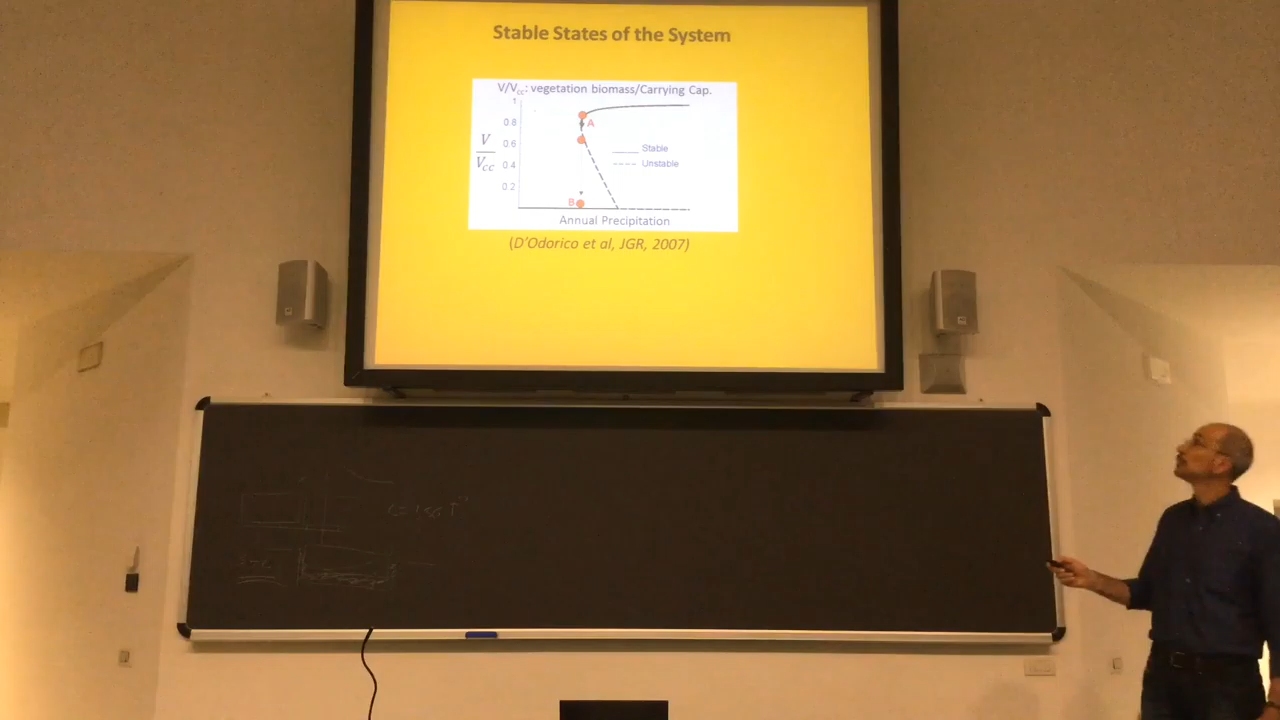 Stable States of the System
V/Vcc: vegetation biomass/Carrying Cap.
1
0.8
A
0.6
V
Vcc
Stable
Unstable
0.4
0.2
B
Annual Precipitation
(D'Odorico et al, JGR, 2007)